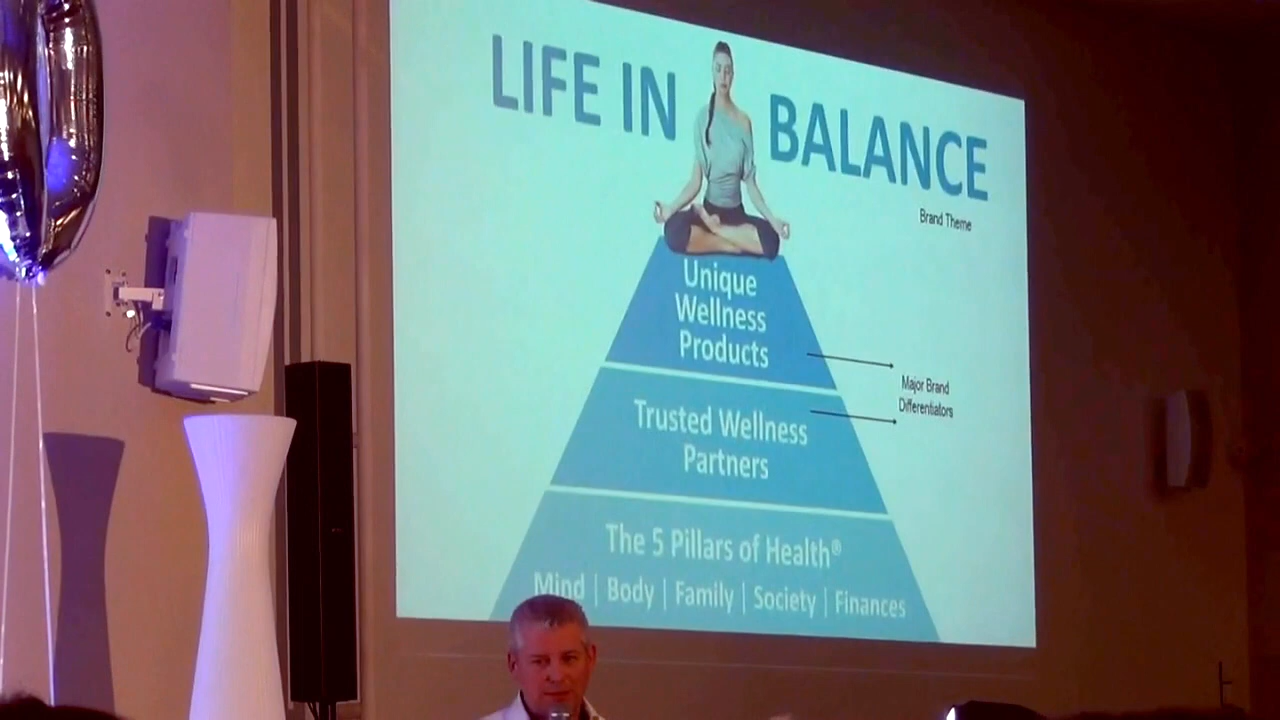 LIFE IN BALANCE
Brand Theme
Unique
Wellness
Products
Major Brand
Differentiators
Trusted Wellness
Partners
The 5 Pillars of Health®
Mind | Body | Family | Society | Finances